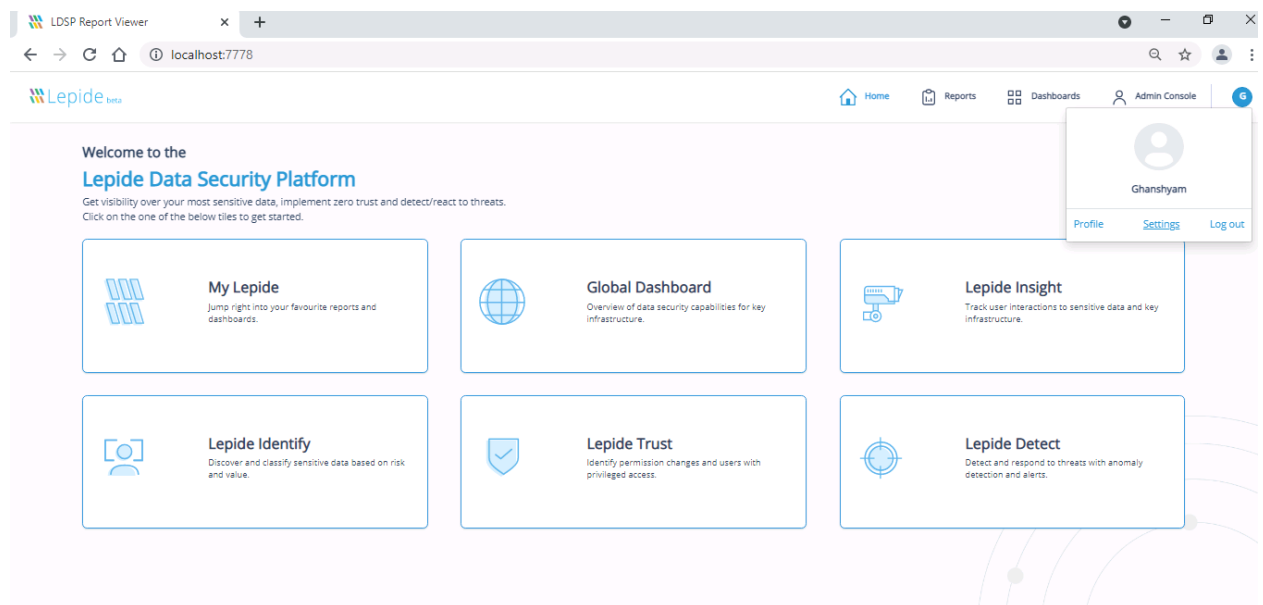 LDSP Report Viewer
localhost:7778
Lepide beta
Home
Reports
Dashboards
Admin Console
G
Ghanshyam
Profile
Settings
Log out
Welcome to the
Lepide Data Security Platform
Get visibility over your most sensitive data, implement zero trust and detect/react to threats.
Click on the one of the below tiles to get started.
My Lepide
Jump right into your favourite reports and
dashboards.
Global Dashboard
Overview of data security capabilities for key
infrastructure.
Lepide Insight
Track user interactions to sensitive data and key
infrastructure.
Lepide Identify
Discover and classify sensitive data based on risk
and value.
Lepide Trust
Identify permission changes and users with
privileged access.
Lepide Detect
Detect and respond to threats with anomaly
detection and alerts.